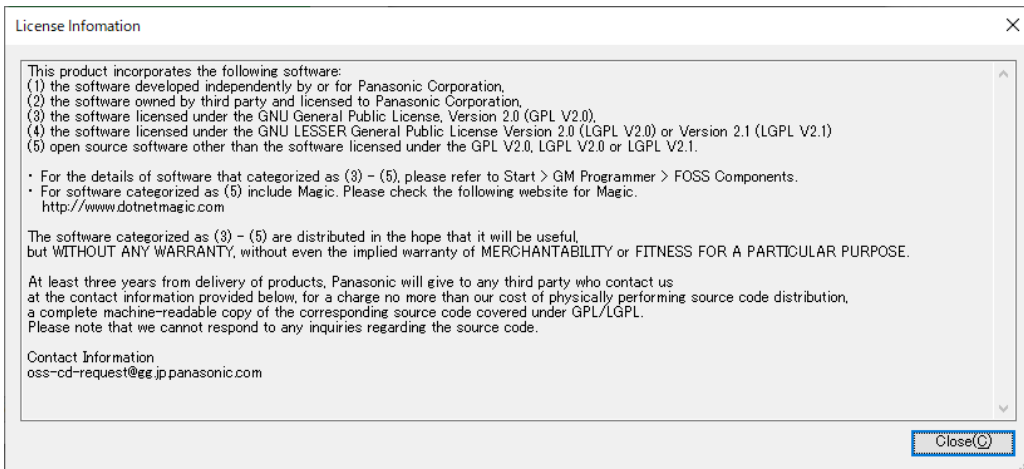 License Infomation
This product incorporates the following software:
(1) the software developed independently by or for Panasonic Corporation,
(2) the software owned by third party and licensed to Panasonic Corporation,
(3) the software licensed under the GNU General Public License, Version 2.0 (GPL V2.0),
(4) the software licensed under the GNU LESSER General Public License Version 2.0 (LGPL V2.0) or Version 2.1 (LGPL V2.1)
(5) open source software other than the software licensed under the GPL V2.0, LGPL V2.0 or LGPL V2.1.
・ For the details of software that categorized as (3) - (5), please refer to Start > GM Programmer > FOSS Components.
・ For software categorized as (5) include Magic. Please check the following website for Magic.
http://www.dotnetmagic.com
The software categorized as (3) - (5) are distributed in the hope that it will be useful,
but WITHOUT ANY WARRANTY, without even the implied warranty of MERCHANTABILITY or FITNESS FOR A PARTICULAR PURPOSE.
At least three years from delivery of products, Panasonic will give to any third party who contact us
at the contact information provided below, for a charge no more than our cost of physically performing source code distribution,
a complete machine-readable copy of the corresponding source code covered under GPL/LGPL.
Please note that we cannot respond to any inquiries regarding the source code.
Contact Information
oss-cd-request@gg.jp.panasonic.com
Close(C)